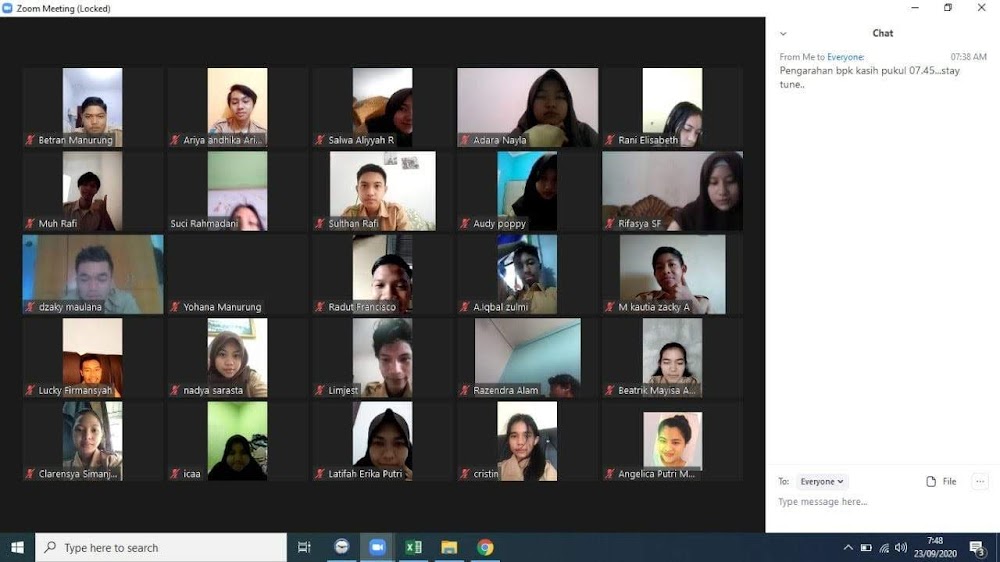 Zoom Meeting (Locked)
Betran Manurung
Ariya andhika Ari...
Salwa Aliyyah R
Adara Nayla
Rani Elisabeth
Muh Rafi
Suci Rahmadani
Sulthan Rafi
Audy poppy
Rifasya SF
dzaky maulana
Yohana Manurung
Radut Francisco
A.Iqbal zulmi
M kautia zacky A
Lucky Firmansyah
nadya sarasta
Limjest
Razendra Alam
Beatrik Mayisa A...
Clarensya Simanj...
icaa
Latifah Erika Putri
cristin
Angelica Putri M...
Chat
From Me to Everyone: 07:38 AM
Pengarahan bpk kasih pukul 07.45...stay
tune..
To: Everyone File ...
Type message here...
Type here to search
7:48
23/09/2020
3